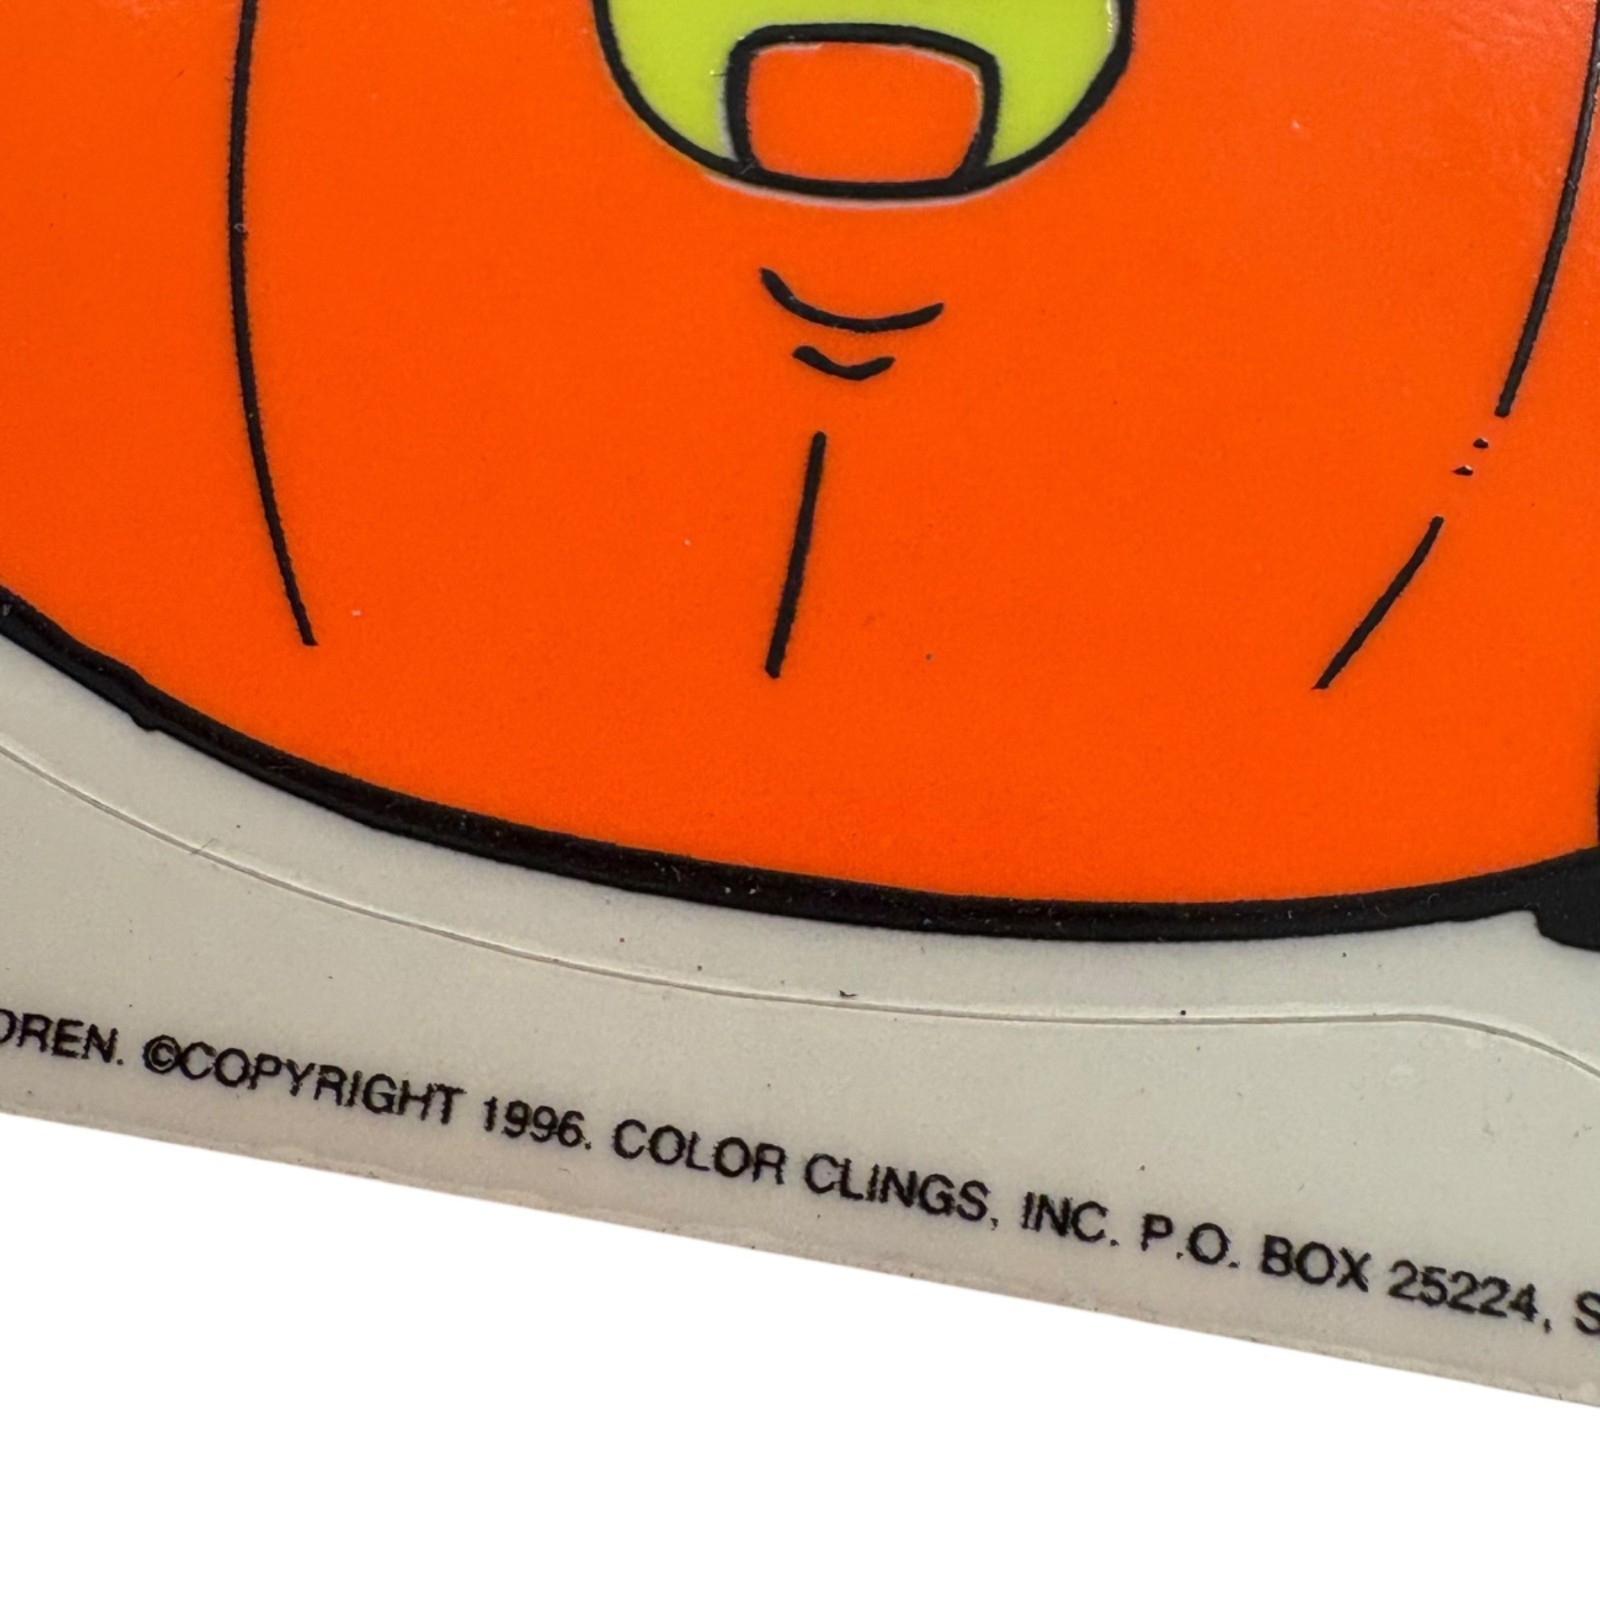 DREN. ©COPYRIGHT 1996. COLOR CLINGS, INC. P.O. BOX 25224, S